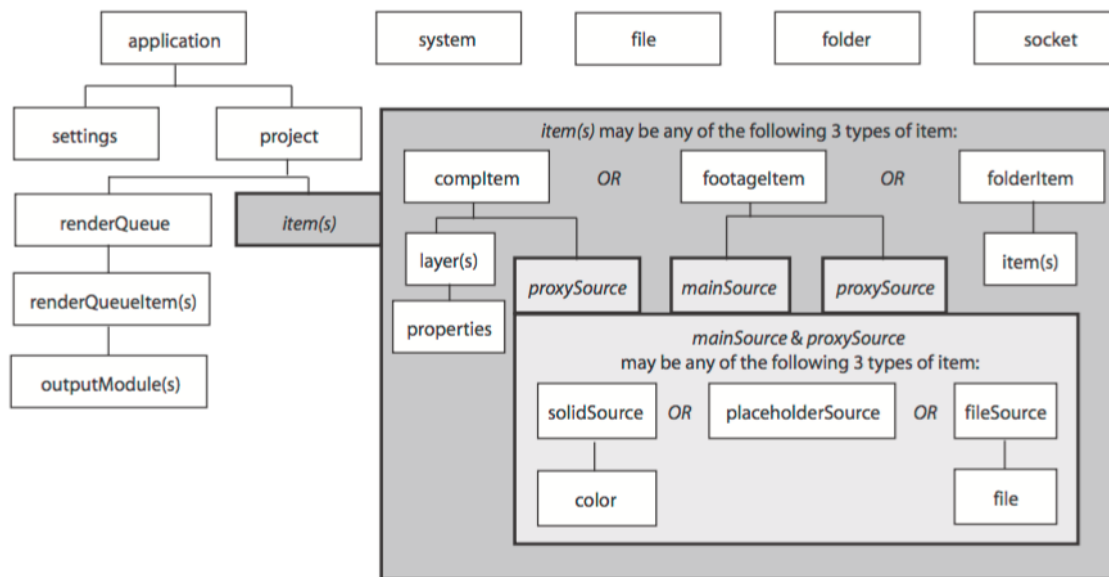 application
system
file
folder
socket
settings
project
item(s) may be any of the following 3 types of item:
compItem
OR
footageItem
OR
folderItem
renderQueue
item(s)
layer(s)
proxySource
mainSource
proxySource
item(s)
renderQueueItem(s)
properties
mainSource & proxySource
may be any of the following 3 types of item:
outputModule(s)
solidSource
OR
placeholderSource
OR
fileSource
color
file